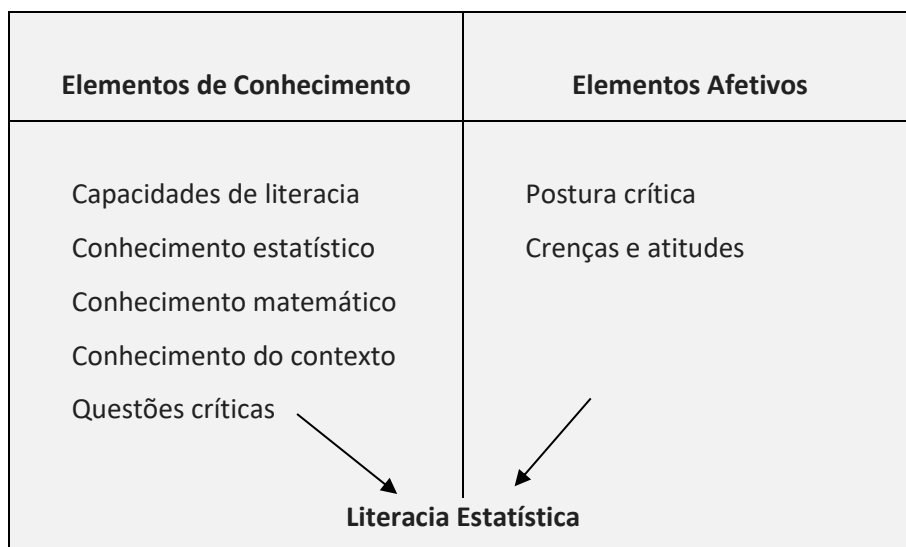 Elementos de Conhecimento
Elementos Afetivos
Capacidades de literacia
Conhecimento estatístico
Conhecimento matemático
Conhecimento do contexto
Questões críticas
Postura crítica
Crenças e atitudes
Literacia Estatística